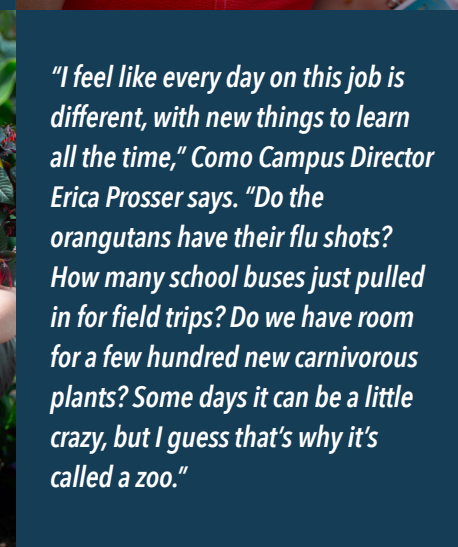 “I feel like every day on this job is
different, with new things to learn
all the time,” Como Campus Director
Erica Prosser says. “Do the
orangutans have their flu shots?
How many school buses just pulled
in for field trips? Do we have room
for a few hundred new carnivorous
plants? Some days it can be a little
crazy, but I guess that’s why it’s
called a zoo.”